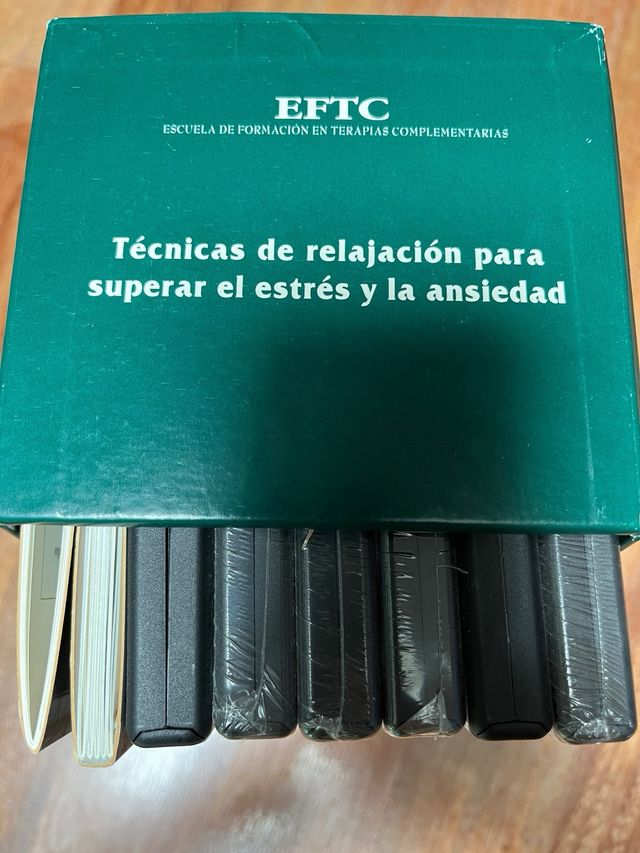 EFTC
ESCUELA DE FORMACIÓN EN TERAPIAS COMPLEMENTARIAS
Técnicas de relajación para
superar el estrés y la ansiedad